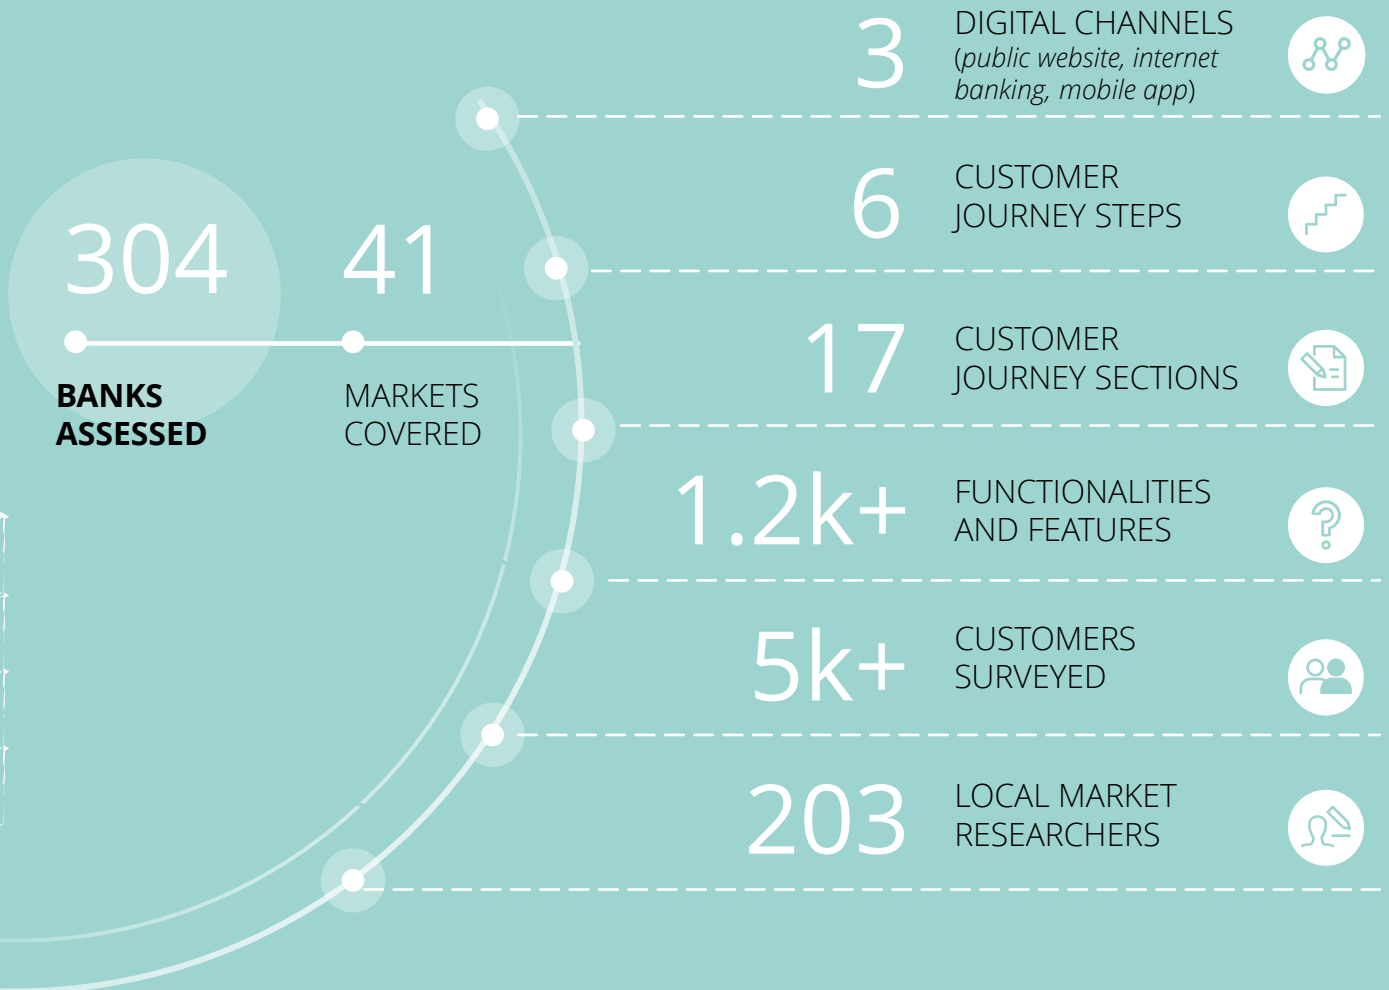 304
BANKS
ASSESSED
41
MARKETS
COVERED
3
DIGITAL CHANNELS
(public website, internet
banking, mobile app)
6
CUSTOMER
JOURNEY STEPS
17
CUSTOMER
JOURNEY SECTIONS
1.2k+
FUNCTIONALITIES
AND FEATURES
5k+
CUSTOMERS
SURVEYED
203
LOCAL MARKET
RESEARCHERS